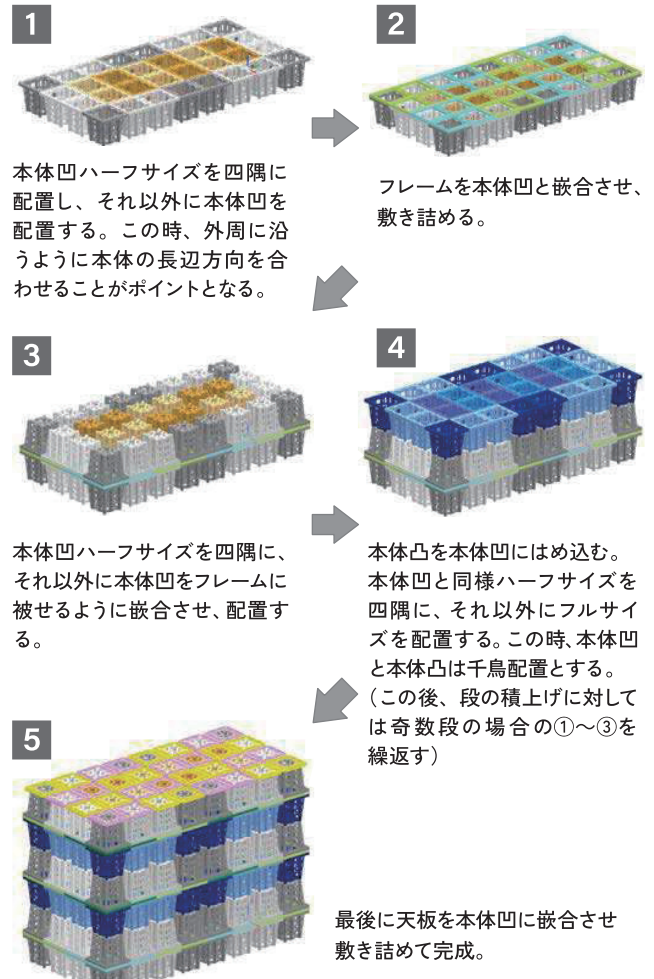 1
本体凹ハーフサイズを四隅に
配置し、それ以外に本体凹を
配置する。この時、外周に沿
うように本体の長辺方向を合
わせることがポイントとなる。
2
フレームを本体凹と嵌合させ、
敷き詰める。
3
本体凹ハーフサイズを四隅に、
それ以外に本体凹をフレームに
被せるように嵌合させ、配置す
る。
4
本体凸を本体凹にはめ込む。
本体凹と同様ハーフサイズを
四隅に、それ以外にフルサイ
ズを配置する。この時、本体凹
と本体凸は千鳥配置とする。
（この後、段の積上げに対して
は奇数段の場合の①〜③を
繰返す）
5
最後に天板を本体凹に嵌合させ
敷き詰めて完成。